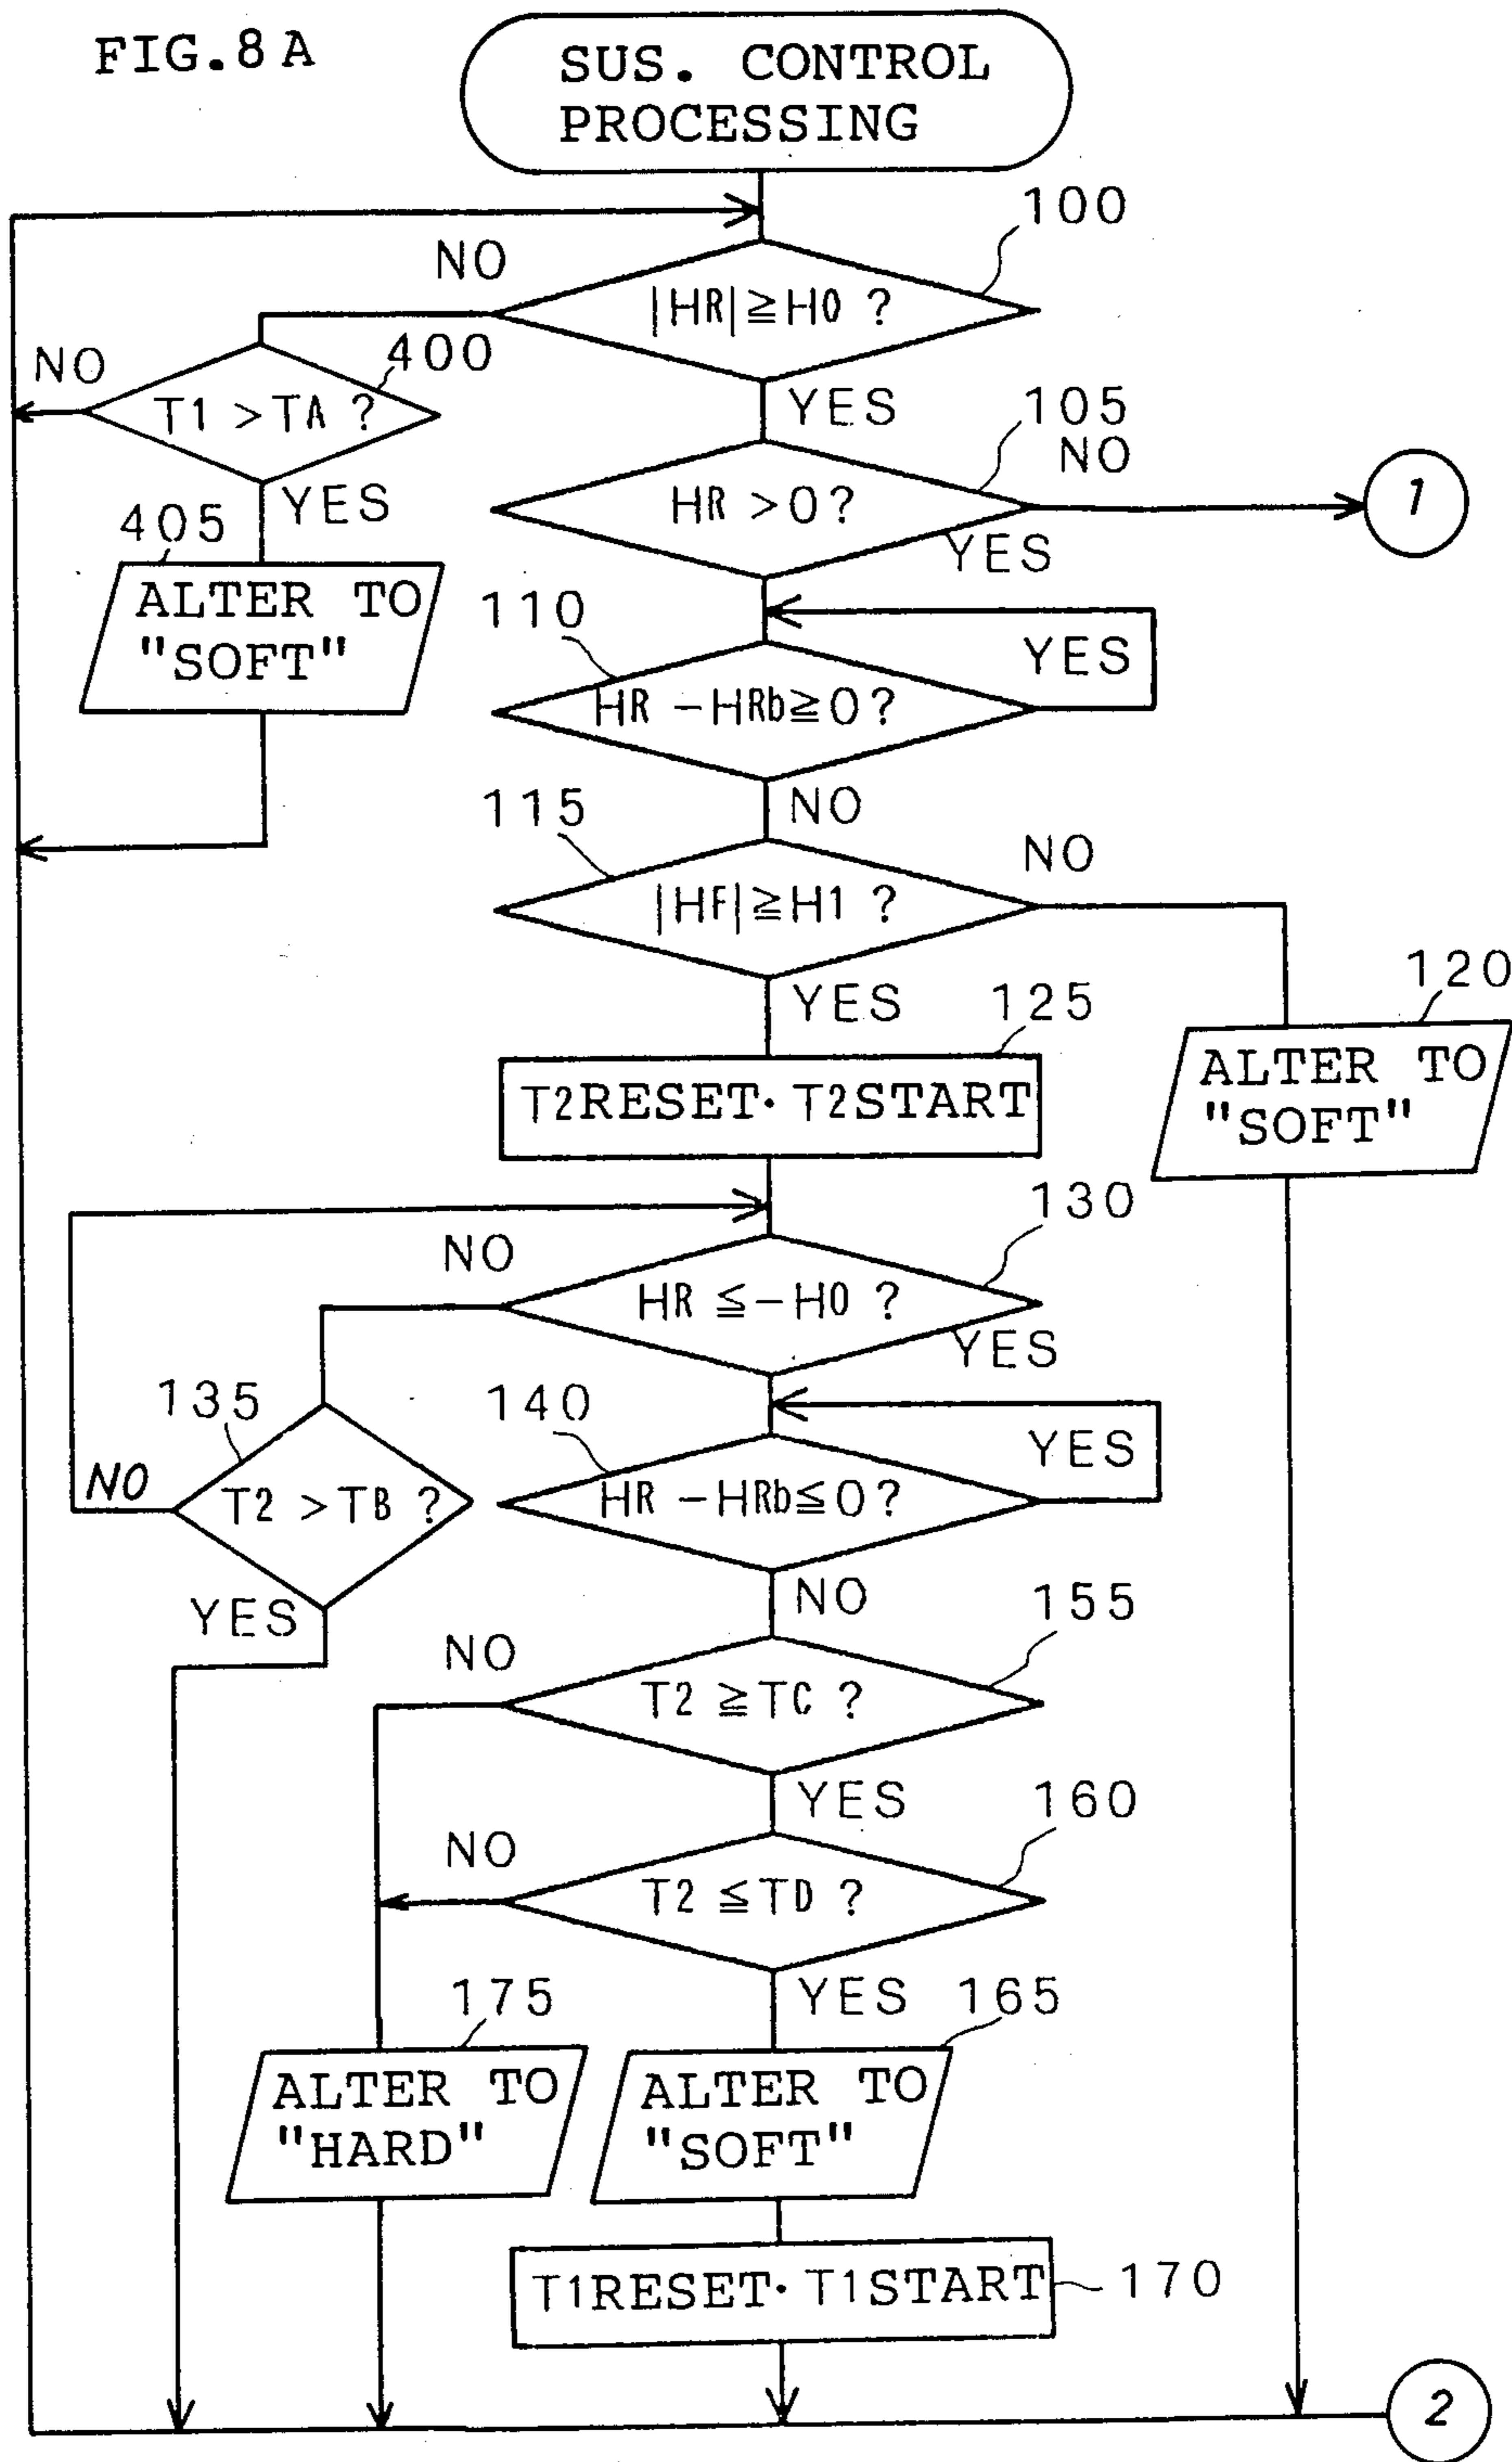 FIG.8A
SUS. CONTROL
PROCESSING
100
NO
|HR|≧H0 ?
400
NO
T1 >TA ?
YES
105
NO
YES
HR >0?
1
405
YES
ALTER TO
"SOFT"
110
YES
HR -HRb≧0?
NO
115
NO
|HF|≧H1 ?
120
YES
125
ALTER TO
"SOFT"
T2RESET· T2START
130
NO
HR ≦-H0 ?
YES
135
140
YES
NO
T2 >TB ?
HR -HRb≦0?
YES
NO
155
NO
T2 ≧TC ?
YES
160
NO
T2 ≦TD ?
YES
175
165
ALTER TO
"HARD"
ALTER TO
"SOFT"
T1RESET· T1START
170
2